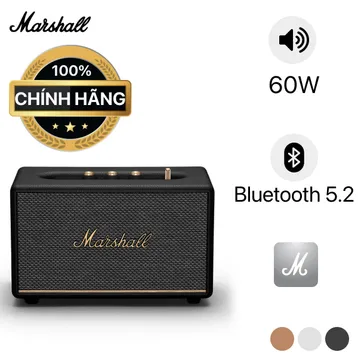 Marshall
100%
CHÍNH HÃNG
60W
Bluetooth 5.2
Marshall
M